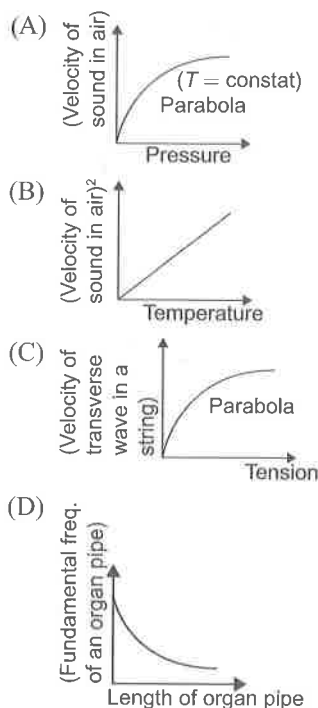 (A)
(Velocity of
sound in air)
(T = constat)
Parabola
Pressure
(B)
(Velocity of
sound in air)²
Temperature
(C)
(Velocity of
transverse
wave in a
string)
Parabola
Tension
(D)
(Fundamental freq.
of an organ pipe)
Length of organ pipe